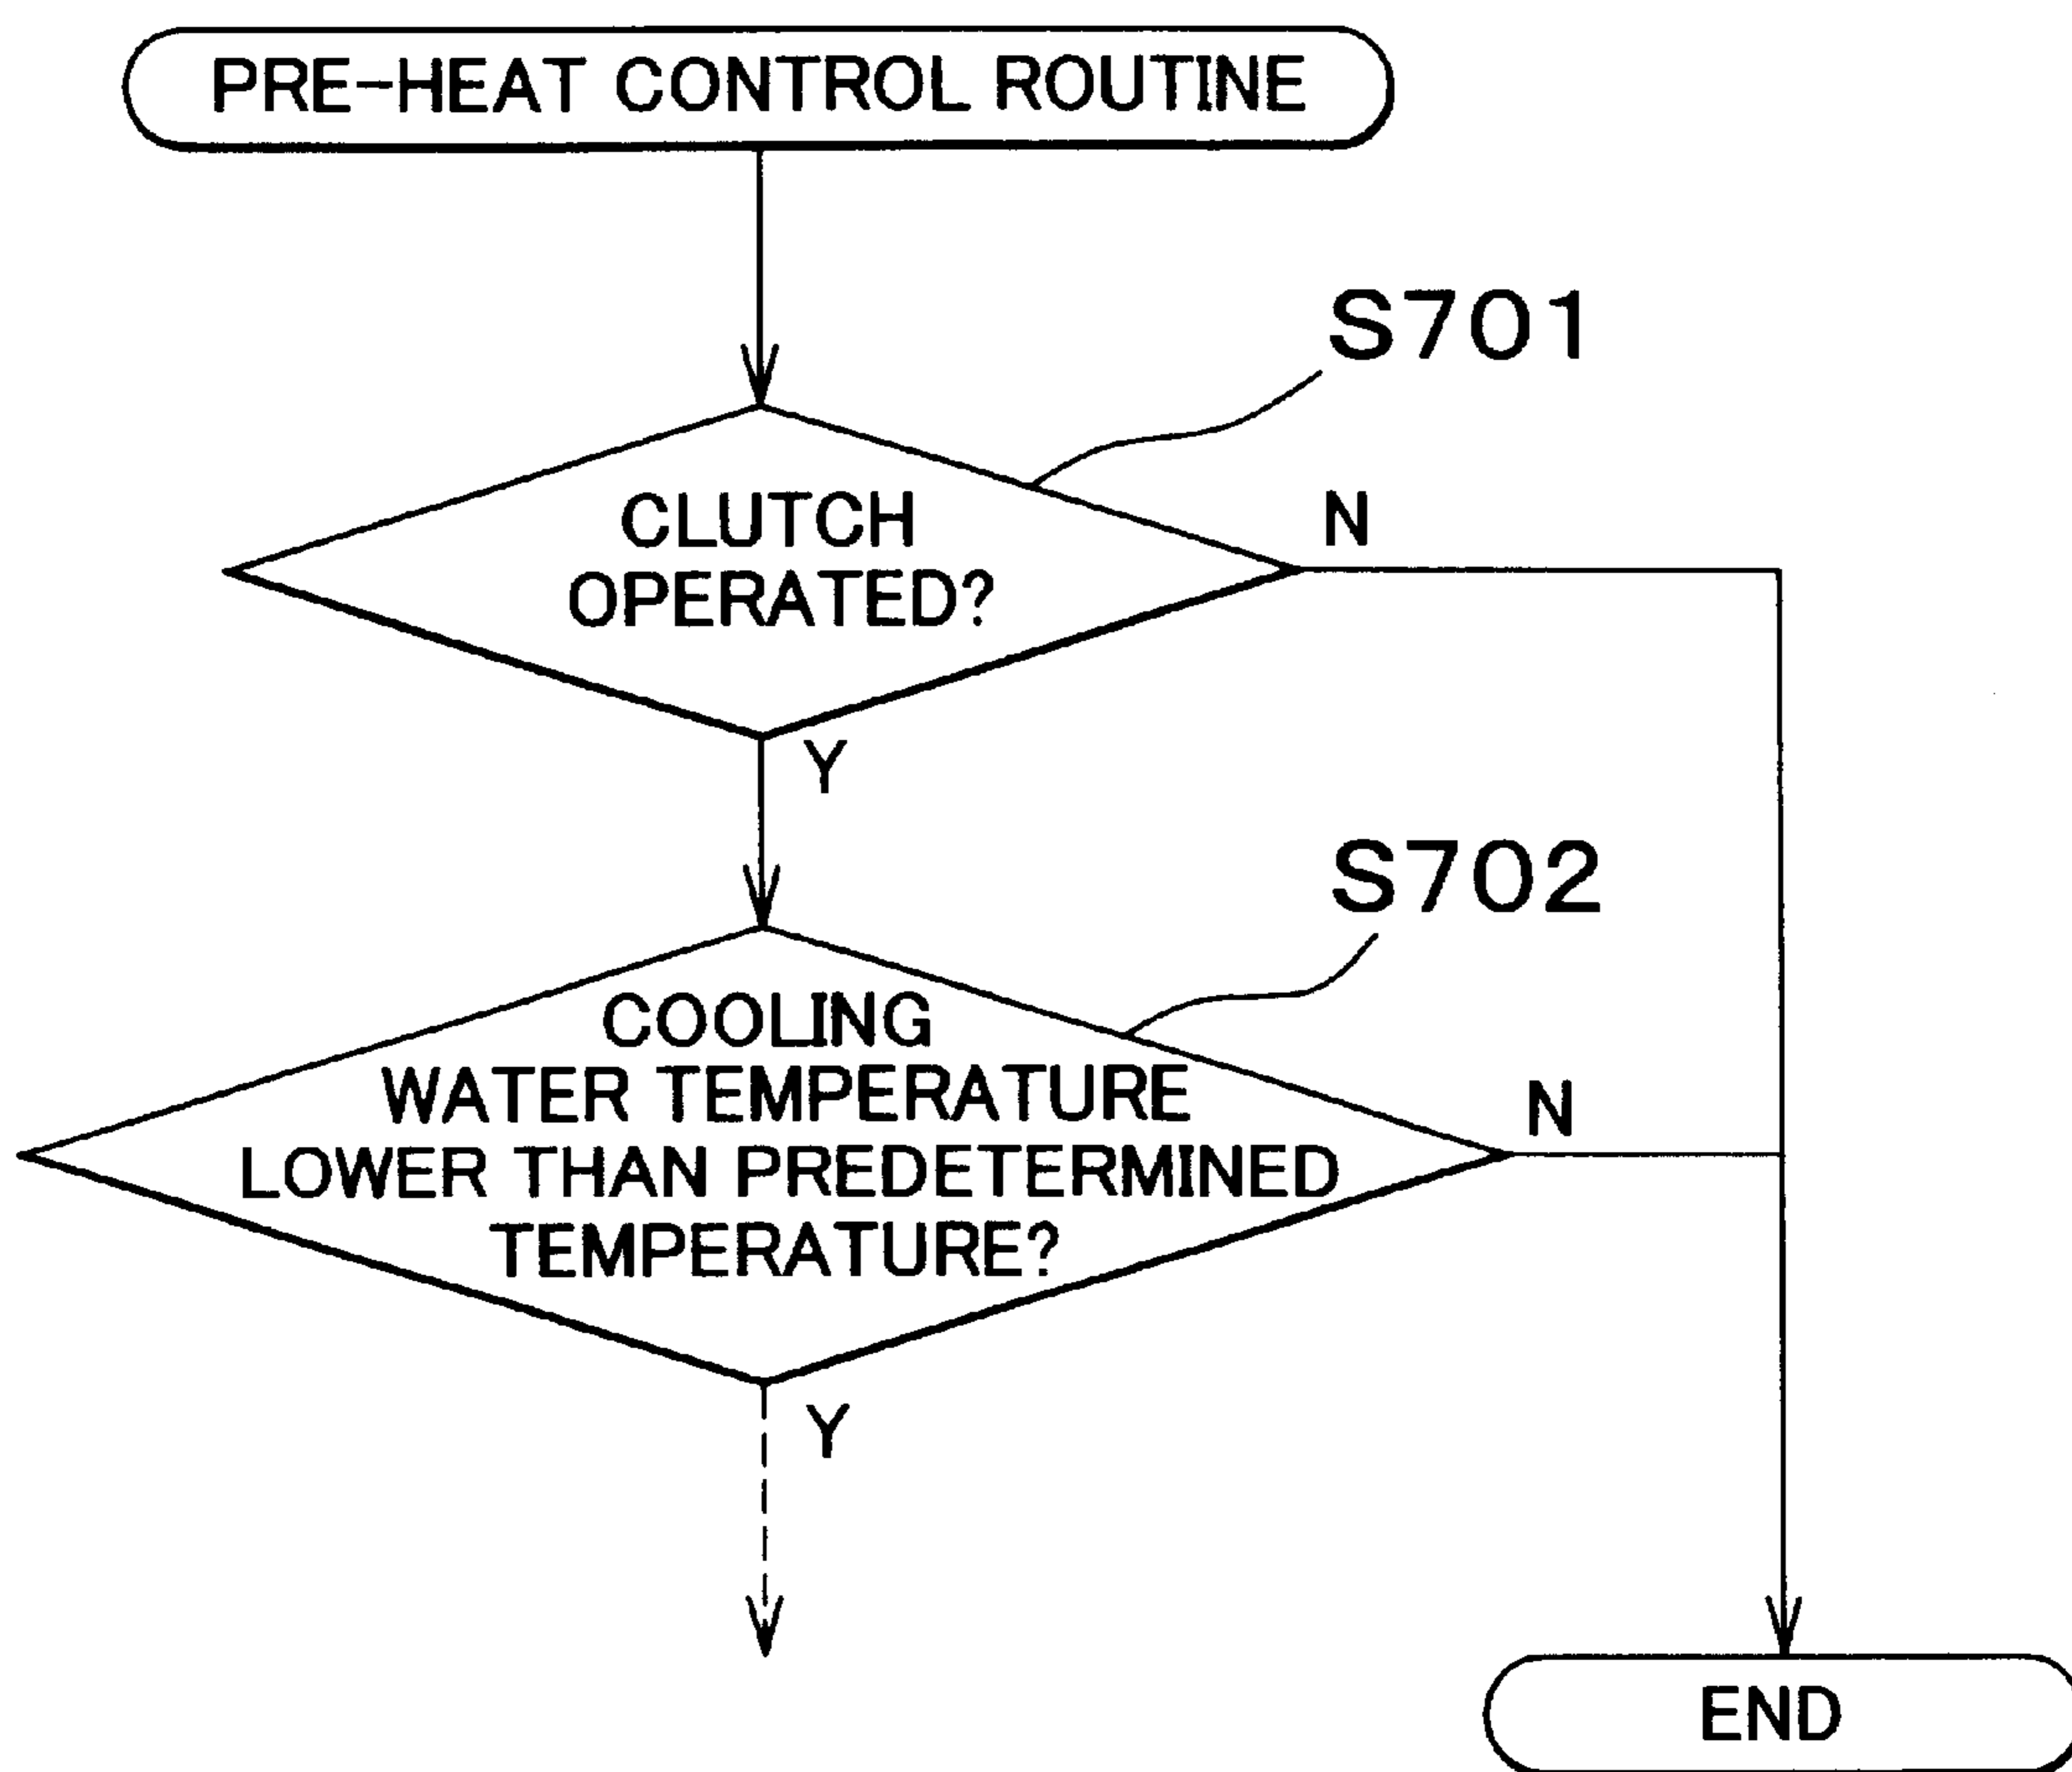 PRE-HEAT CONTROL ROUTINE
S701
CLUTCH
OPERATED?
N
Y
S702
COOLING
WATER TEMPERATURE
LOWER THAN PREDETERMINED
TEMPERATURE?
N
Y
END